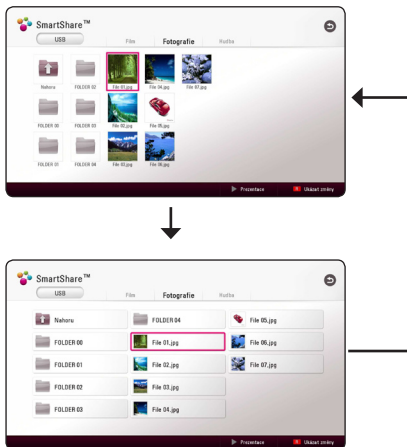 SmartShare™
USB
Film Fotografie Hudba
Nahoru FOLDER 02 File 01.jpg File 04.jpg File 07.jpg
FOLDER 00 FOLDER 03 File 02.jpg File 05.jpg
FOLDER 01 FOLDER 04 File 03.jpg File 06.jpg
Prezentace Ukázat změny
SmartShare™
USB
Film Fotografie Hudba
Nahoru FOLDER 04 File 05.jpg
FOLDER 00 File 01.jpg File 06.jpg
FOLDER 01 File 02.jpg File 07.jpg
FOLDER 02 File 03.jpg
FOLDER 03 File 04.jpg
Prezentace Ukázat změny